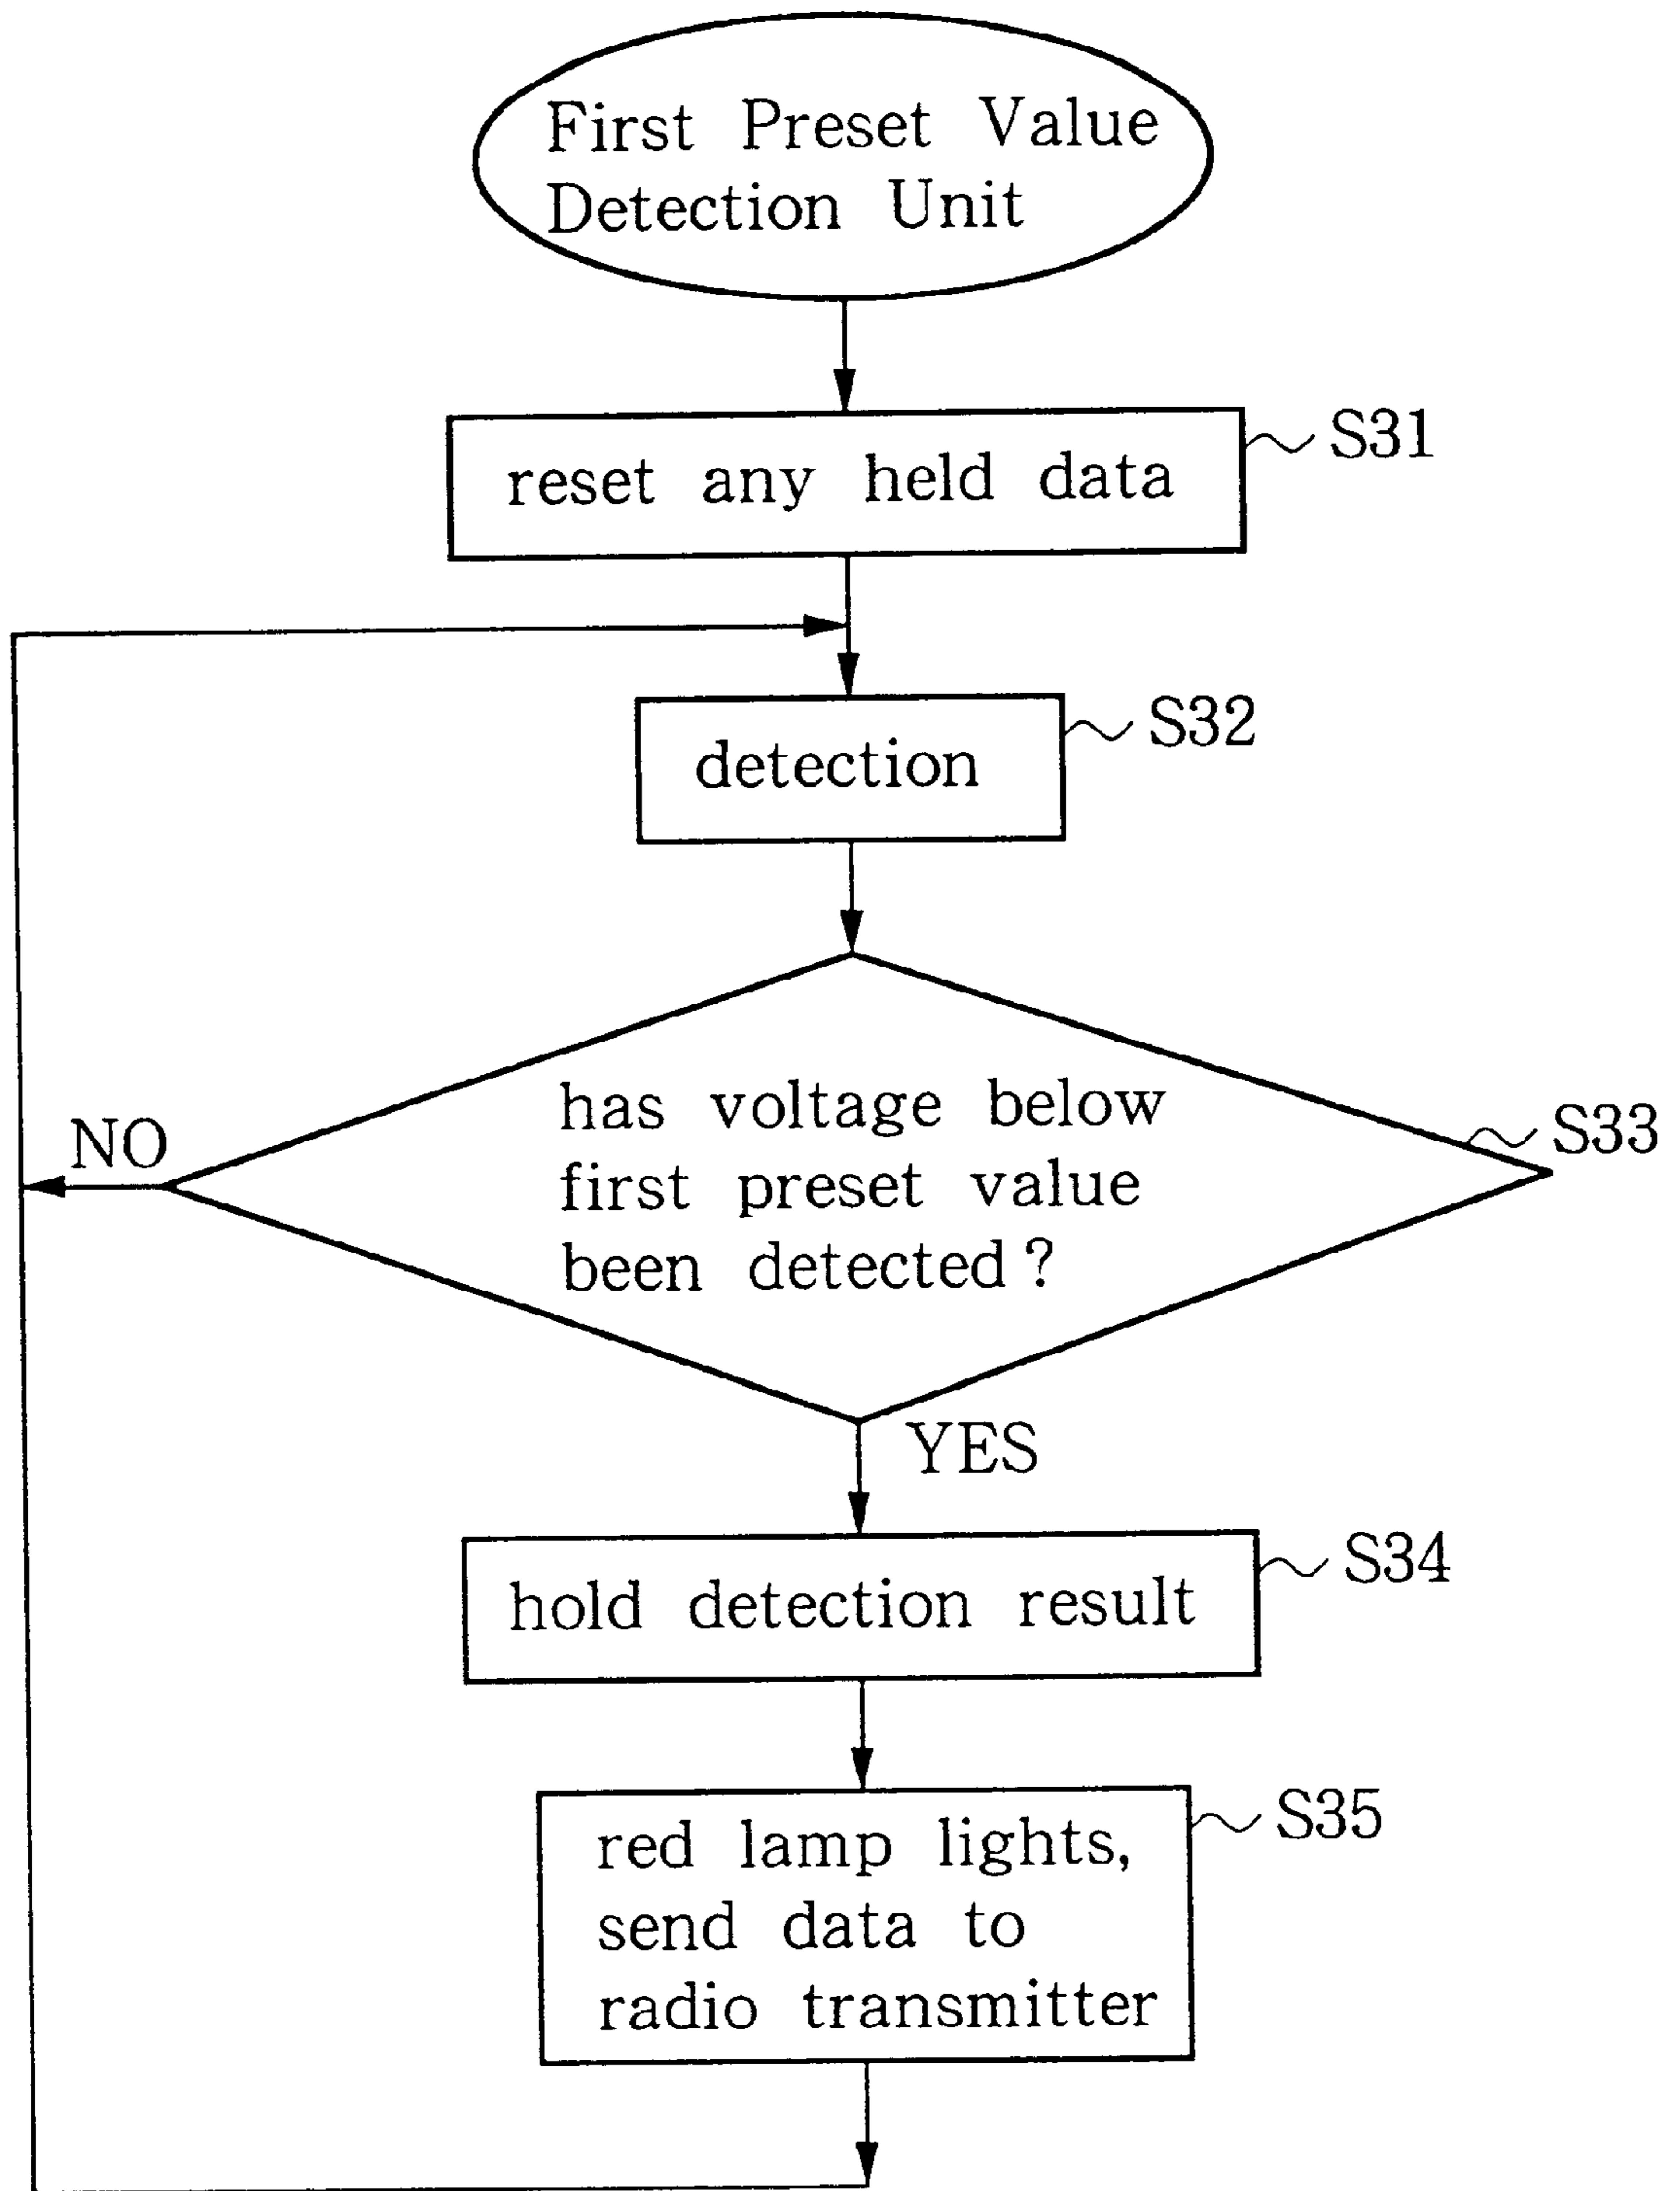 First Preset Value
Detection Unit
reset any held data
S31
detection
S32
has voltage below
first preset value
been detected?
S33
NO
YES
hold detection result
S34
red lamp lights,
send data to
radio transmitter
S35